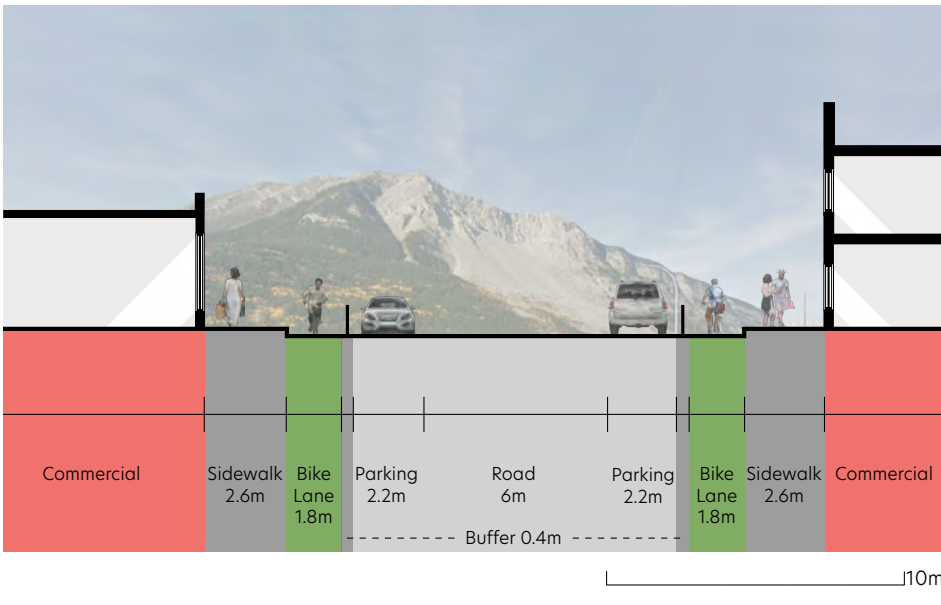 Commercial
Sidewalk
2.6m
Bike
Lane
1.8m
Parking
2.2m
Road
6m
Parking
2.2m
Bike
Lane
1.8m
Sidewalk
2.6m
Commercial
Buffer 0.4m
10m